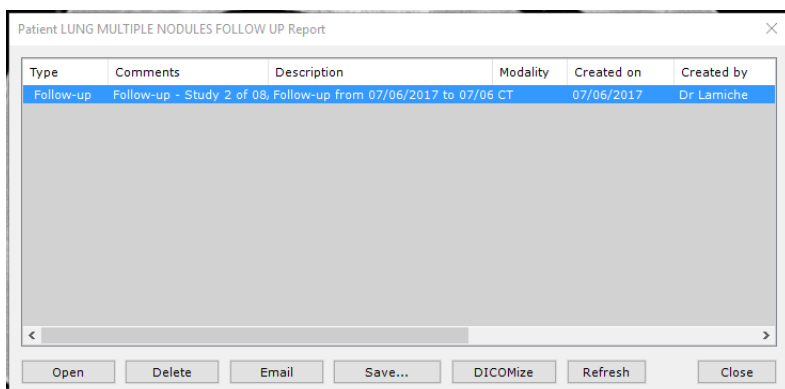 Patient LUNG MULTIPLE NODULES FOLLOW UP Report
Type Comments Description Modality Created on Created by
Follow-up Follow-up - Study 2 of 08/ Follow-up from 07/06/2017 to 07/06 CT 07/06/2017 Dr Lamiche
Open Delete Email Save... DICOMize Refresh Close